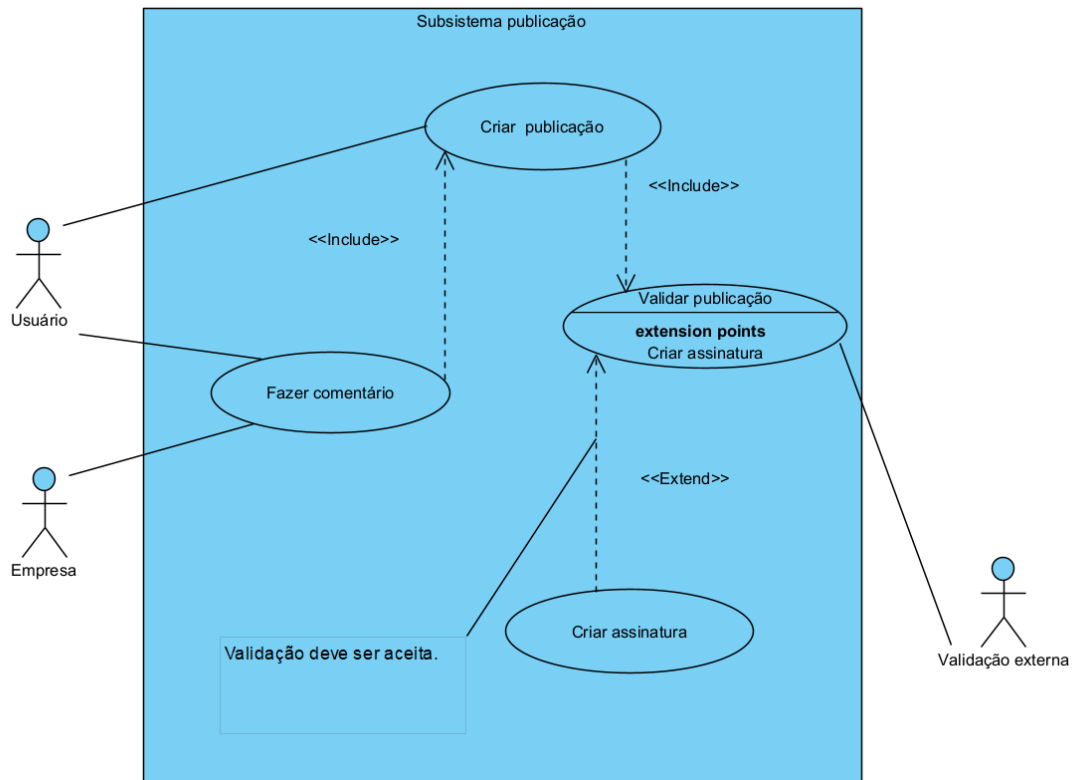 Subsistema publicação
Criar  publicação
<<Include>>
<<Include>>
Usuário
Validar publicação
extension points
Criar assinatura
Fazer comentário
<<Extend>>
Empresa
Criar assinatura
Validação deve ser aceita.
Validação externa